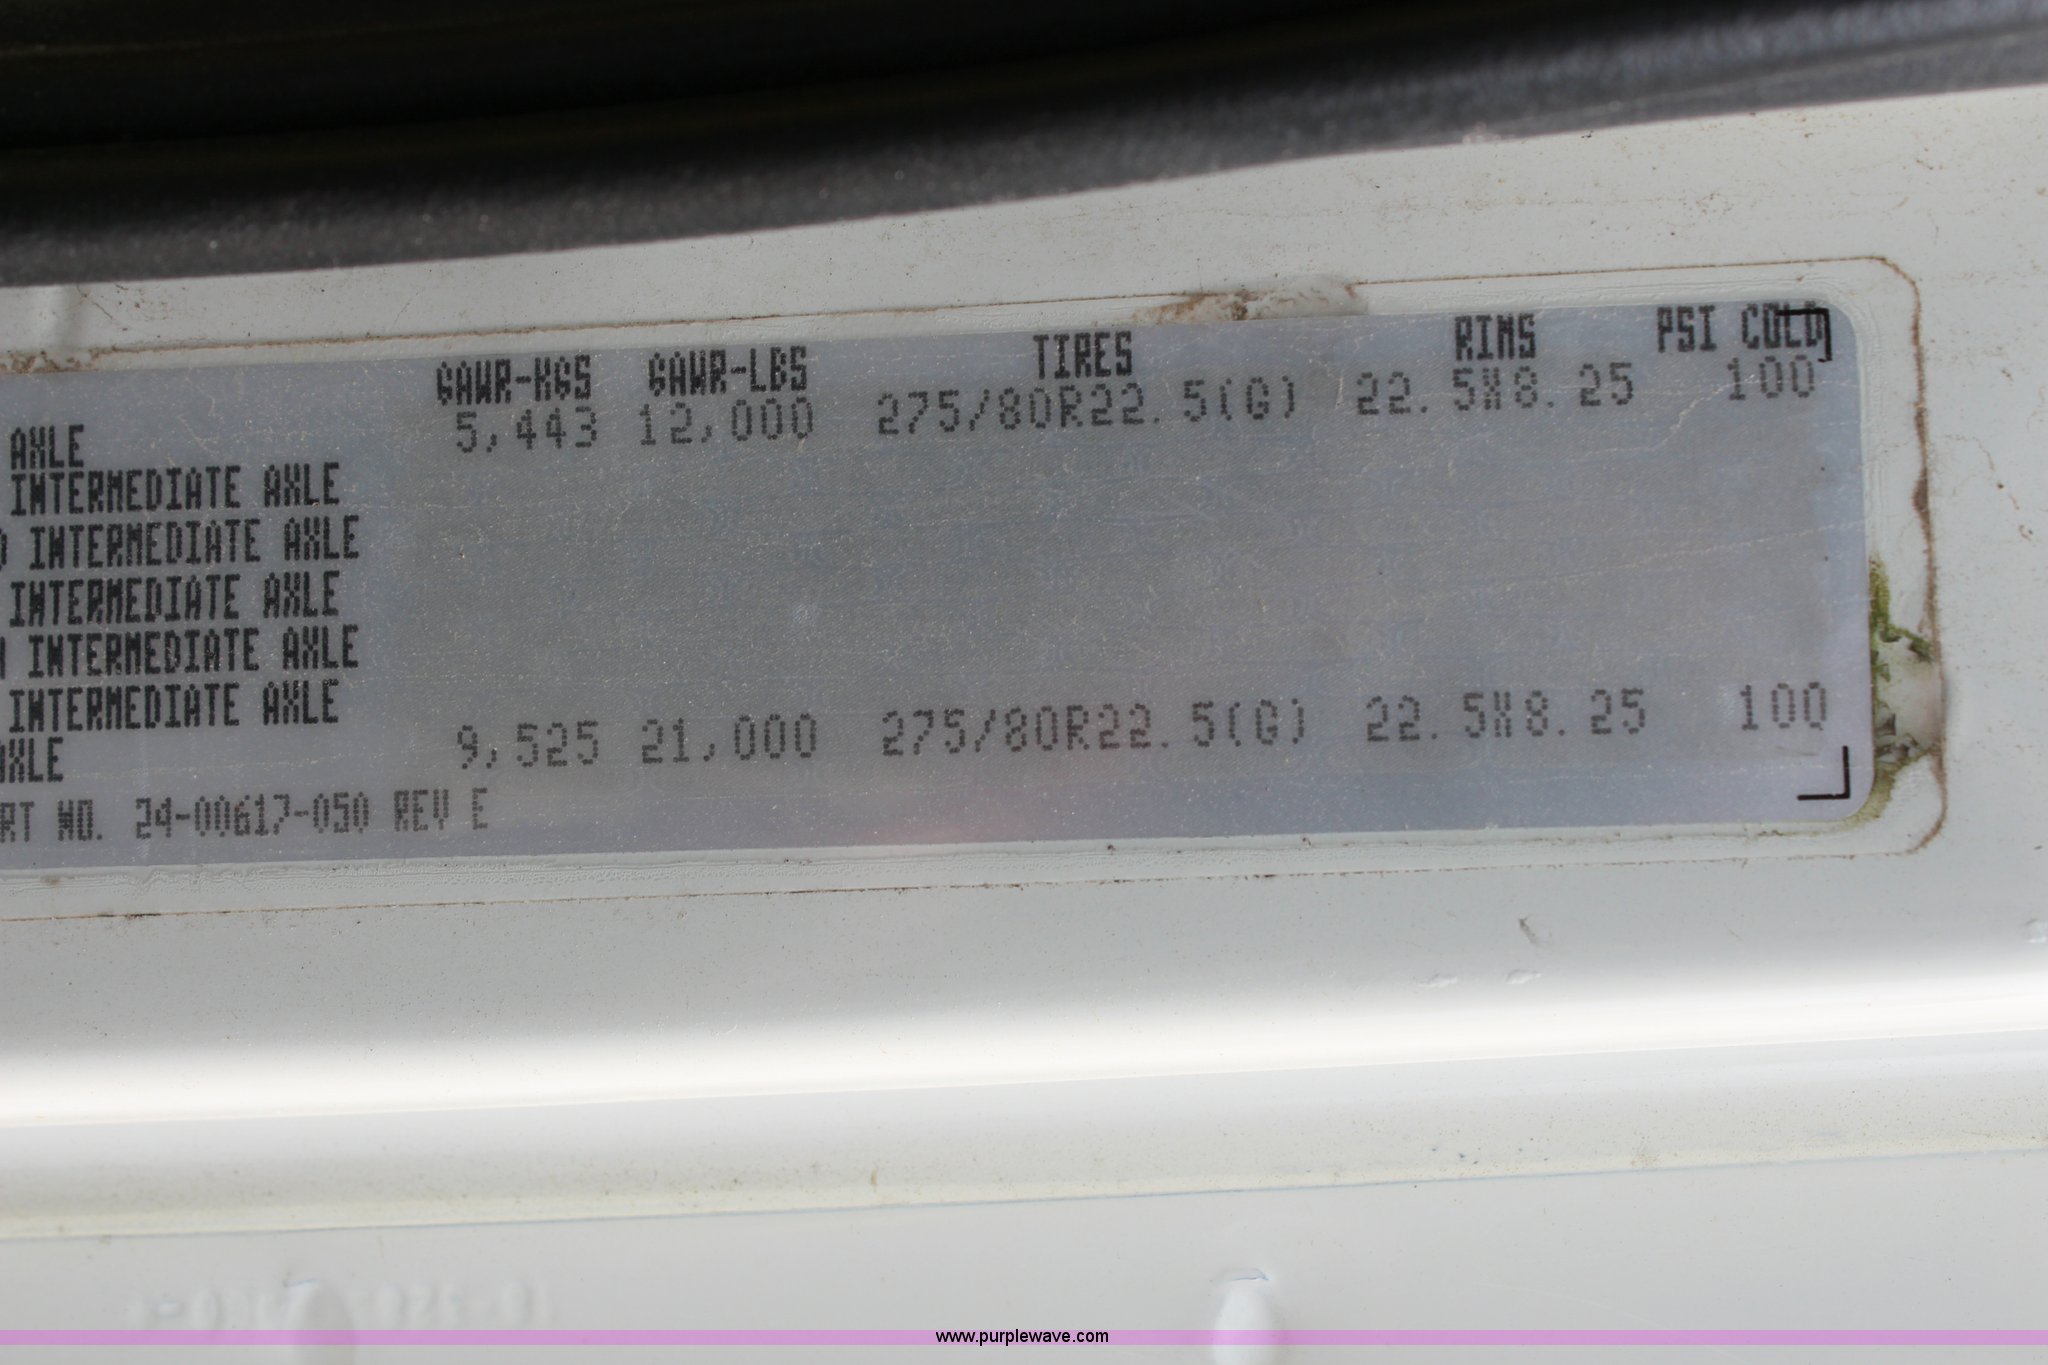 GAWR-KGS GAWR-LBS TIRES RIMS PSI COLD
AXLE 5,443 12,000 275/80R22.5(G) 22.5X8.25 100
INTERMEDIATE AXLE
INTERMEDIATE AXLE
INTERMEDIATE AXLE
INTERMEDIATE AXLE
INTERMEDIATE AXLE
AXLE 9,525 21,000 275/80R22.5(G) 22.5X8.25 100
RT NO. 24-00617-050 REV E
www.purplewave.com